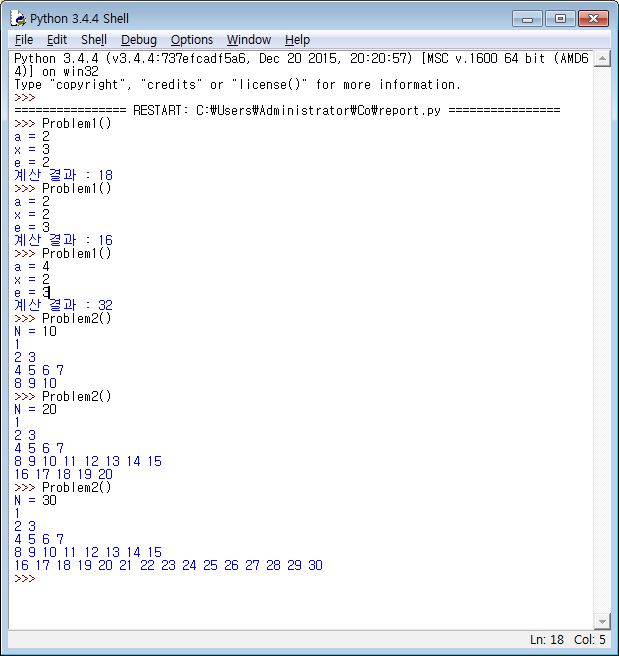 Python 3.4.4 Shell
File Edit Shell Debug Options Window Help
Python 3.4.4 (v3.4.4:737efcadf5a6, Dec 20 2015, 20:20:57) [MSC v.1600 64 bit (AMD6
4)] on win32
Type "copyright", "credits" or "license()" for more information.
>>>
================ RESTART: C:₩Users₩Administrator₩Co₩report.py ================
>>> Problem1()
a = 2
x = 3
e = 2
계산 결과 : 18
>>> Problem1()
a = 2
x = 2
e = 3
계산 결과 : 16
>>> Problem1()
a = 4
x = 2
e = 3
계산 결과 : 32
>>> Problem2()
N = 10
1
2 3
4 5 6 7
8 9 10
>>> Problem2()
N = 20
1
2 3
4 5 6 7
8 9 10 11 12 13 14 15
16 17 18 19 20
>>> Problem2()
N = 30
1
2 3
4 5 6 7
8 9 10 11 12 13 14 15
16 17 18 19 20 21 22 23 24 25 26 27 28 29 30
>>>
Ln: 18 Col: 5